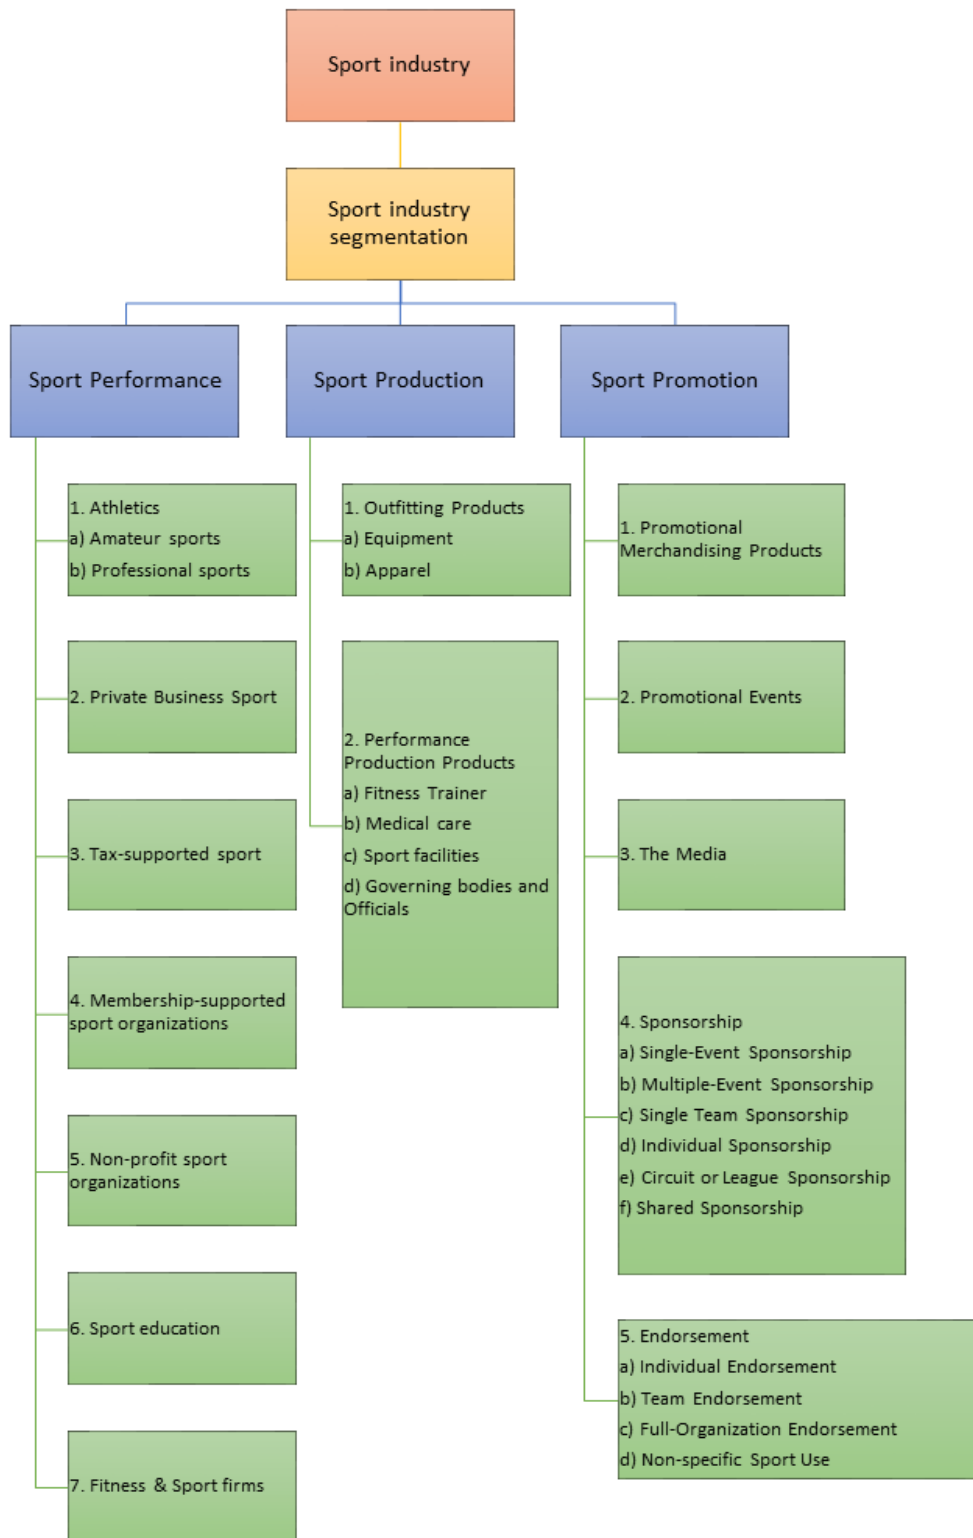 Sport industry
Sport industry
segmentation
Sport Performance
Sport Production
Sport Promotion
1. Athletics
a) Amateur sports
b) Professional sports
2. Private Business Sport
3. Tax-supported sport
4. Membership-supported
sport organizations
5. Non-profit sport
organizations
6. Sport education
7. Fitness & Sport firms
1. Outfitting Products
a) Equipment
b) Apparel
2. Performance
Production Products
a) Fitness Trainer
b) Medical care
c) Sport facilities
d) Governing bodies and
Officials
1. Promotional
Merchandising Products
2. Promotional Events
3. The Media
4. Sponsorship
a) Single-Event Sponsorship
b) Multiple-Event Sponsorship
c) Single Team Sponsorship
d) Individual Sponsorship
e) Circuit or League Sponsorship
f) Shared Sponsorship
5. Endorsement
a) Individual Endorsement
b) Team Endorsement
c) Full-Organization Endorsement
d) Non-specific Sport Use